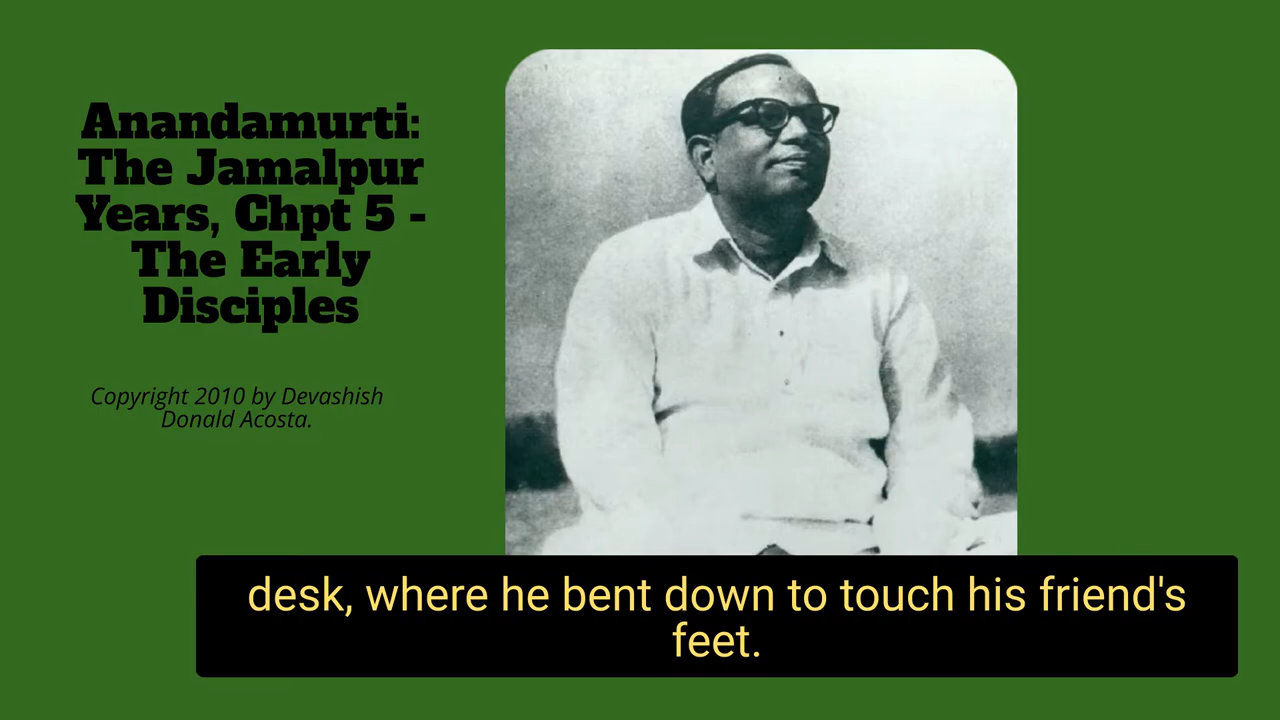 Anandamurti:
The Jamalpur
Years, Chpt 5 -
The Early
Disciples
Copyright 2010 by Devashish
Donald Acosta.
desk, where he bent down to touch his friend's
feet.